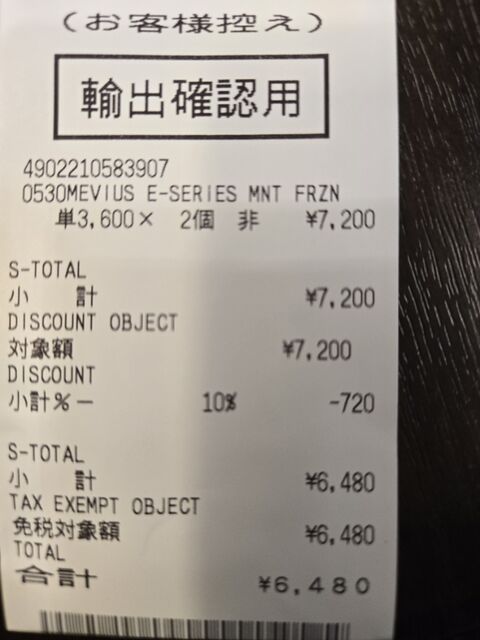 (お客様控え)
輸出確認用
4902210583907
0530MEVIUS E-SERIES MNT FRZN
単3,600× 2個 非 ¥7,200
S-TOTAL
小 計 ¥7,200
DISCOUNT OBJECT
対象額 ¥7,200
DISCOUNT
小計%ー 10% -720
S-TOTAL
小 計 ¥6,480
TAX EXEMPT OBJECT
免税対象額 ¥6,480
TOTAL
合計 ¥6,480